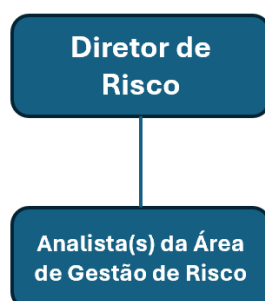 Diretor de
Risco
Analista(s) da Área
de Gestão de Risco